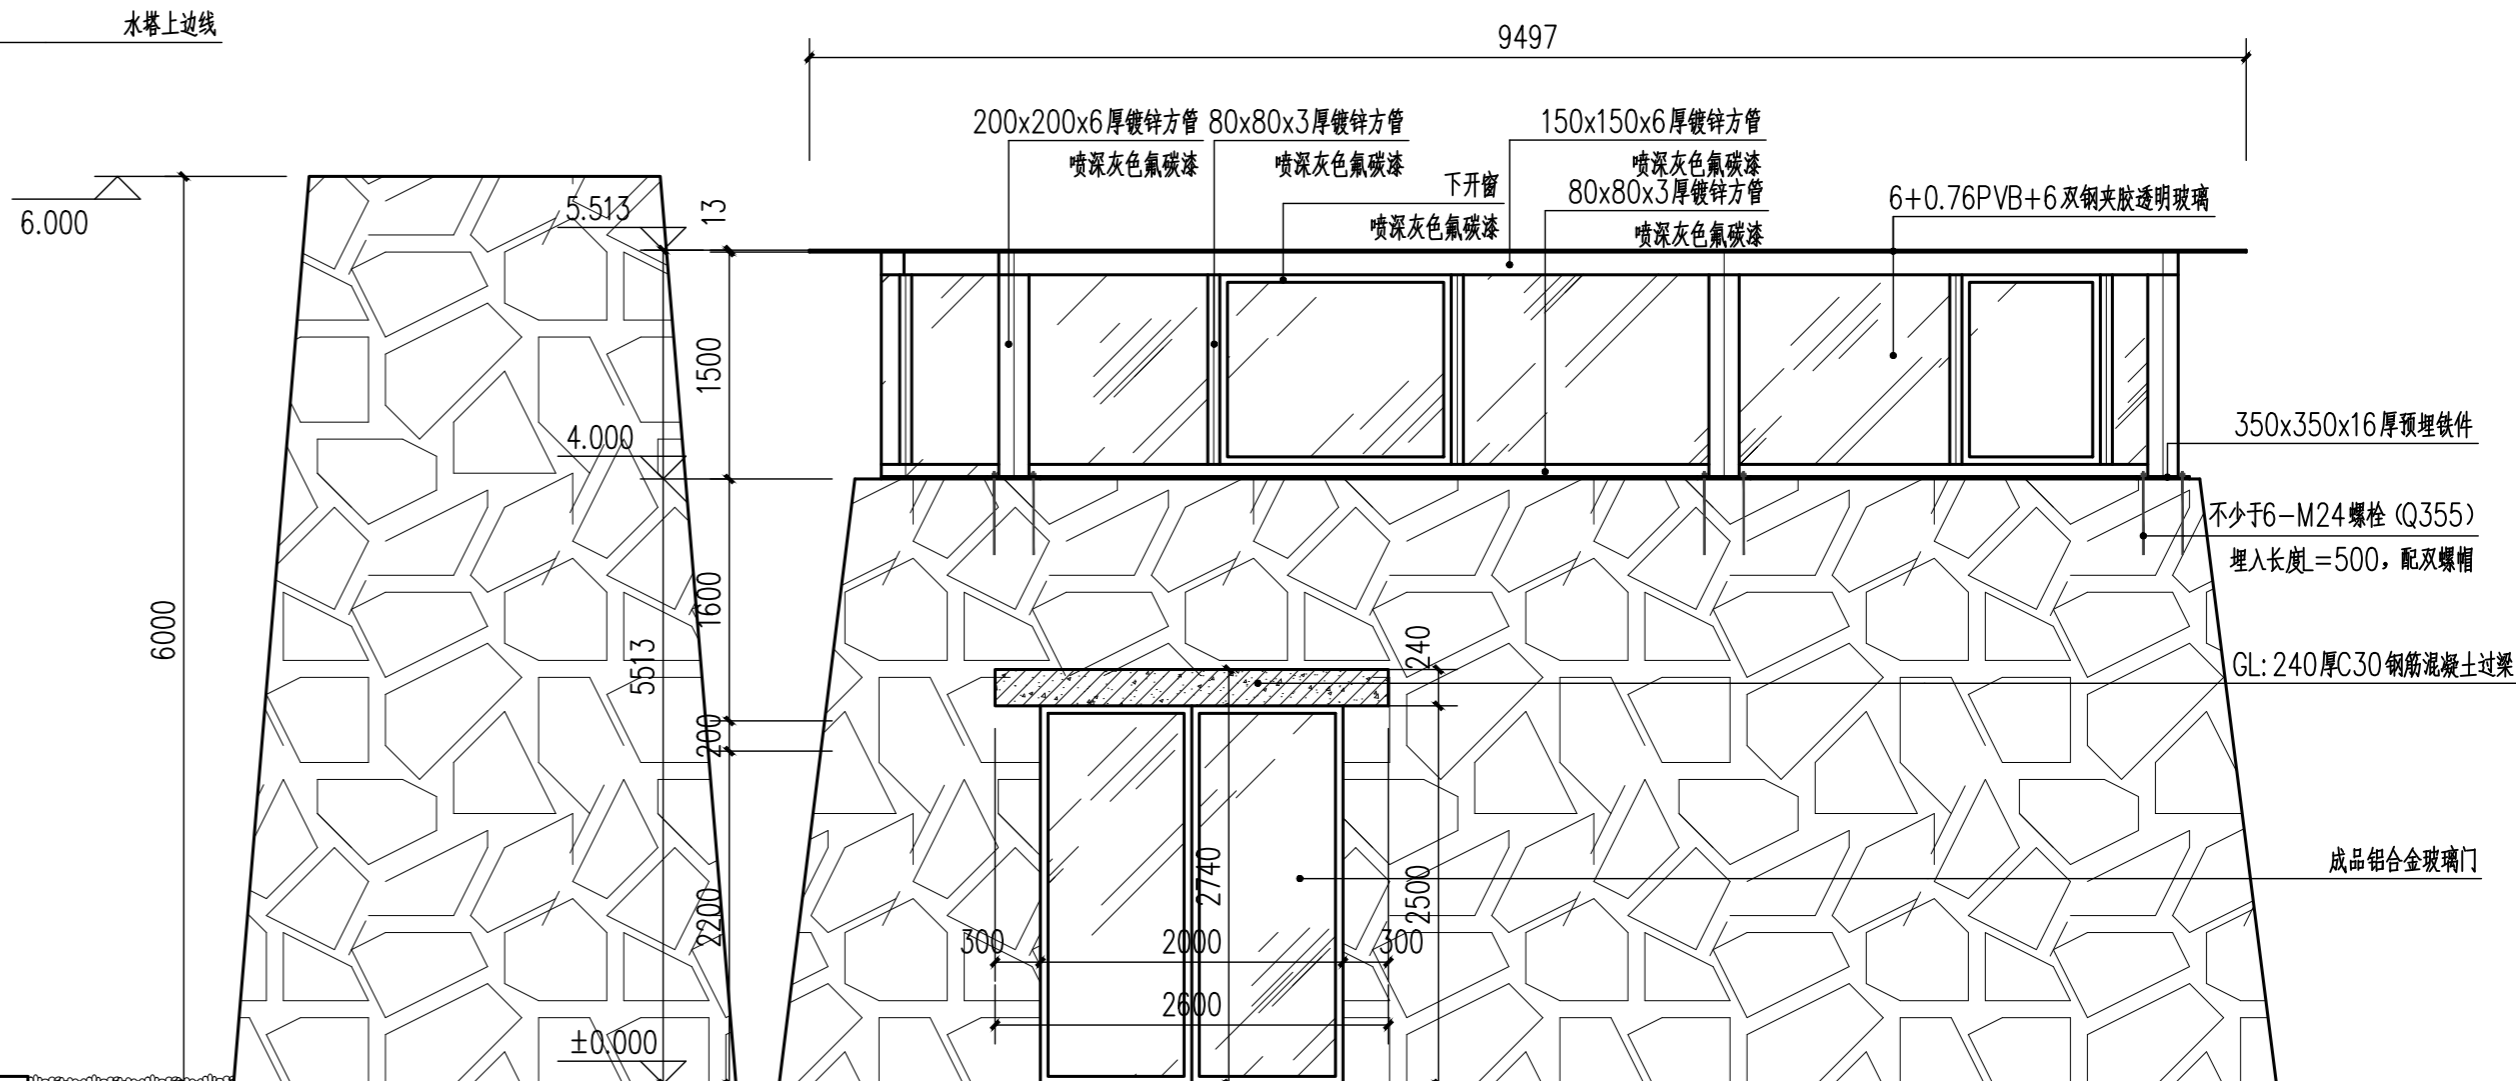 水塔上边线
9497
200x200x6厚镀锌方管
喷深灰色氟碳漆
80x80x3厚镀锌方管
喷深灰色氟碳漆
150x150x6厚镀锌方管
喷深灰色氟碳漆
下开窗
喷深灰色氟碳漆
80x80x3厚镀锌方管
喷深灰色氟碳漆
6+0.76PVB+6双钢夹胶透明玻璃
6.000
5.513
13
1500
4.000
350x350x16厚预埋铁件
不少于6-M24螺栓（Q355）
埋入长度L=500，配双螺帽
6000
1600
5513
240
GL:240厚C30钢筋混凝土过梁
200
2740
2500
成品铝合金玻璃门
2200
300
2000
300
2600
±0.000